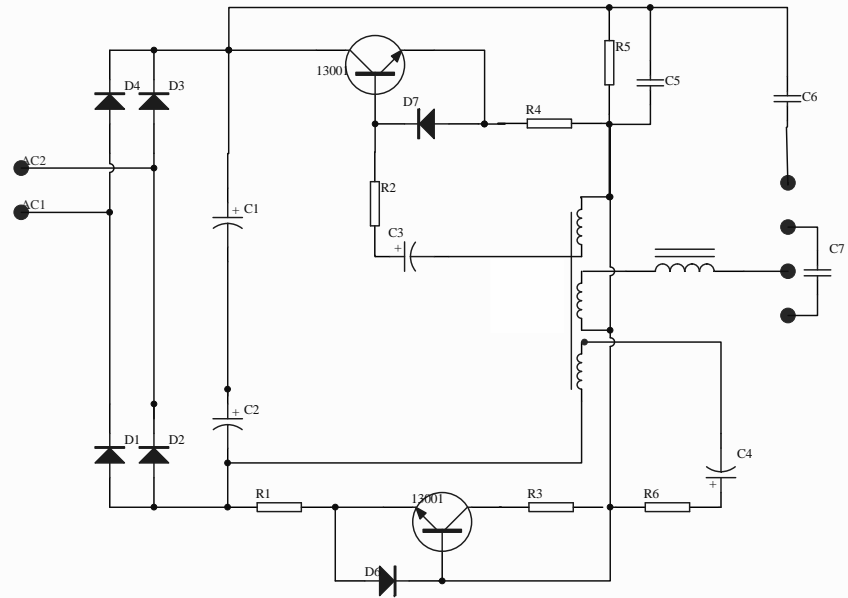 R5
13001
C5
D4
D3
D7
R4
C6
AC2
R2
AC1
+
C1
C3
+
C7
+
C2
D1
D2
C4
+
R1
13001
R3
R6
D6